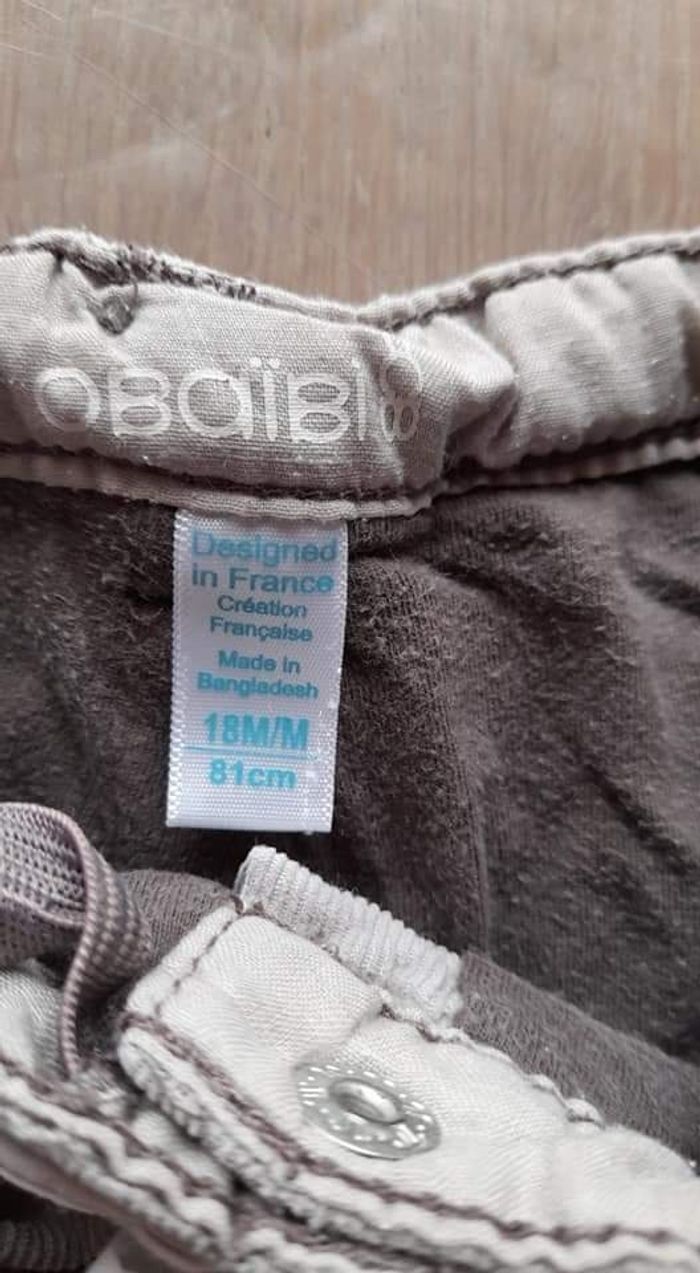 OBaïBi
Designed
in France
Création
Française
Made in
Bangladesh
18M/M
81cm